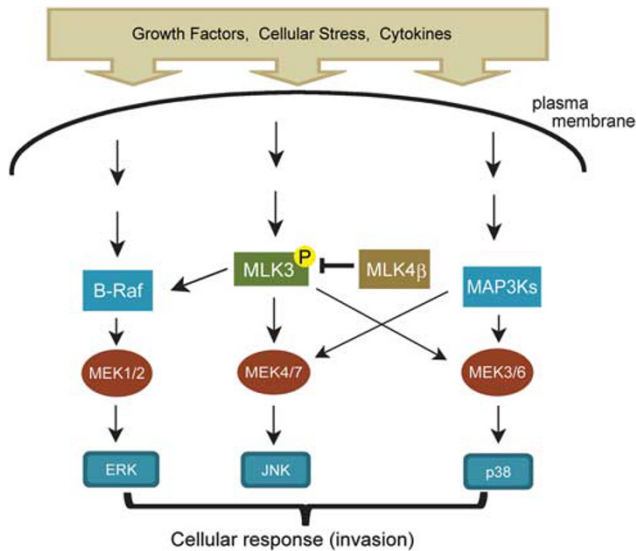 Growth Factors, Cellular Stress, Cytokines
plasma
membrane
P
MLK3
MLK4β
B-Raf
MAP3Ks
MEK1/2
MEK4/7
MEK3/6
ERK
JNK
p38
Cellular response (invasion)